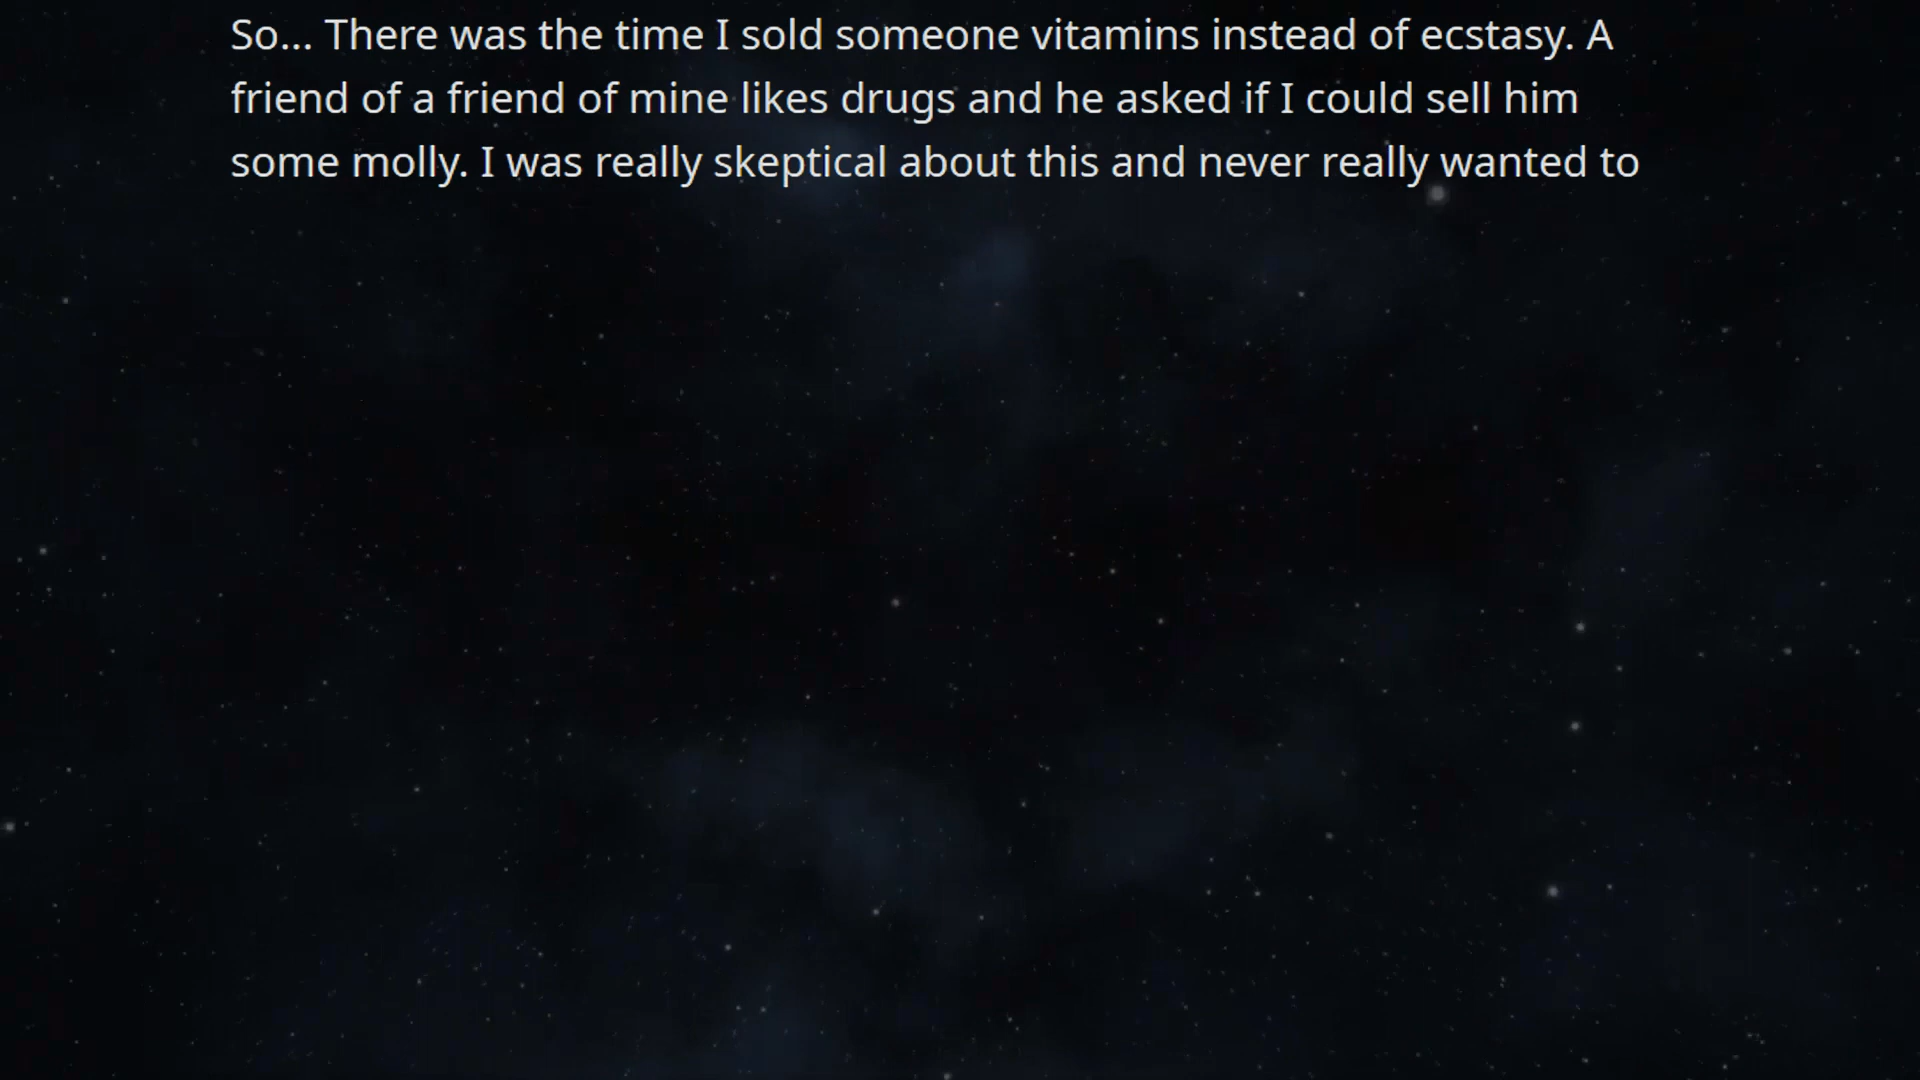 So... There was the time I sold someone vitamins instead of ecstasy. A
friend of a friend of mine likes drugs and he asked if I could sell him
some molly. I was really skeptical about this and never really wanted to